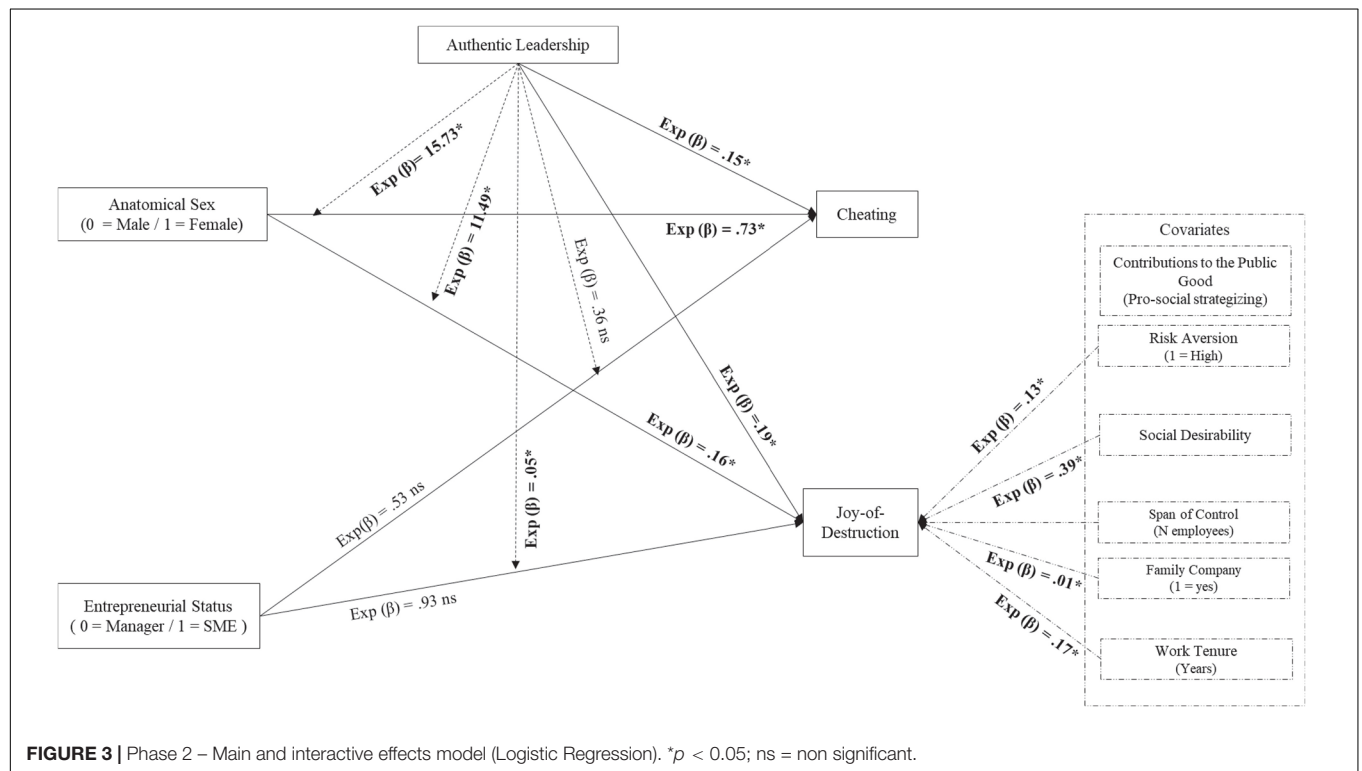 Authentic Leadership
Exp (β)= 15.73*
Exp (β) = 11.49*
Exp (β) = .15*
Anatomical Sex
(0 = Male / 1 = Female)
Cheating
Exp (β) = .73*
Exp (β) = .36 ns
Exp (β) =.19*
Exp (β) = .16*
Exp (β) = .05*
Exp(β) = .53 ns
Joy-of-
Destruction
Entrepreneurial Status
( 0 = Manager / 1 = SME )
Exp (β) = .93 ns
Covariates
Contributions to the Public
Good
(Pro-social strategizing)
Risk Aversion
(1 = High)
Exp (β) = .13*
Social Desirability
Exp (β) = .39*
Span of Control
(N employees)
Exp (β) = .01*
Family Company
(1 = yes)
Exp (β) = .17*
Work Tenure
(Years)
FIGURE 3 | Phase 2 – Main and interactive effects model (Logistic Regression). *p < 0.05; ns = non significant.